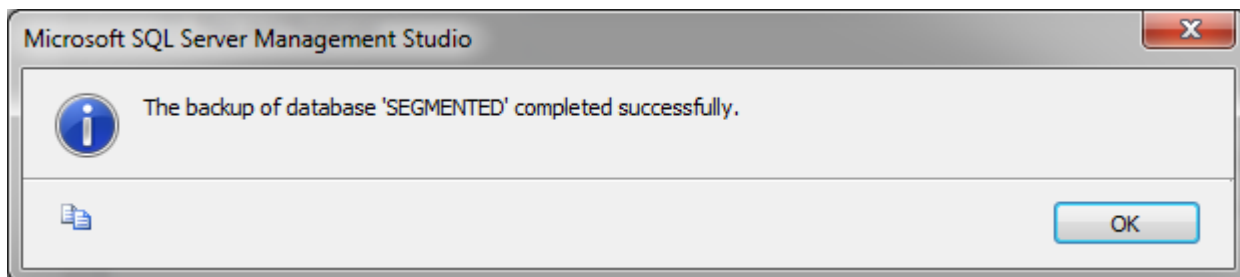 Microsoft SQL Server Management Studio
The backup of database 'SEGMENTED' completed successfully.
OK